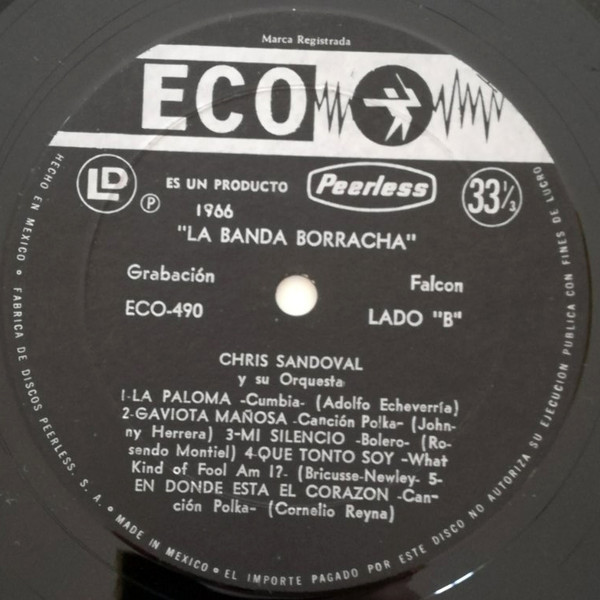 Marca Registrada
ECO
LD
ES UN PRODUCTO
Peerless
33⅓
℗
1966
"LA BANDA BORRACHA"
Grabación
Falcon
ECO-490
LADO "B"
CHRIS SANDOVAL
y su Orquesta
1-LA PALOMA -Cumbia- (Adolfo Echeverría)
2-GAVIOTA MAÑOSA -Canción Polka- (John-
ny Herrera) 3-MI SILENCIO -Bolero- (Ro-
sendo Montiel) 4-QUE TONTO SOY -What
Kind of Fool Am I?- (Bricusse-Newley- 5-
EN DONDE ESTA EL CORAZON -Can-
ción Polka- (Cornelio Reyna)
HECHO EN MEXICO • FABRICA DE DISCOS PEERLESS, S. A. • MADE IN MEXICO • EL IMPORTE PAGADO POR ESTE DISCO NO AUTORIZA SU EJECUCION PUBLICA CON FINES DE LUCRO